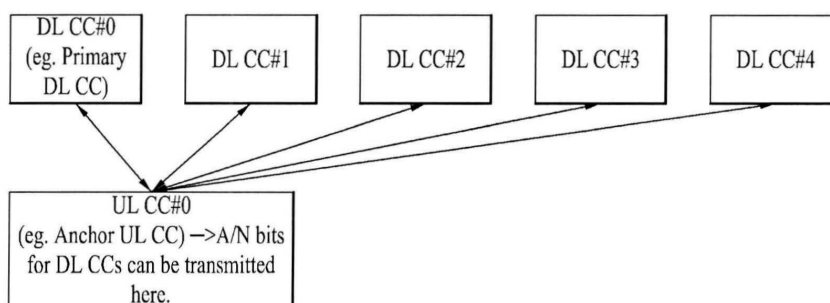 DL CC#0
(eg. Primary
DL CC)
DL CC#1
DL CC#2
DL CC#3
DL CC#4
UL CC#0
(eg. Anchor UL CC) —>A/N bits
for DL CCs can be transmitted
here.